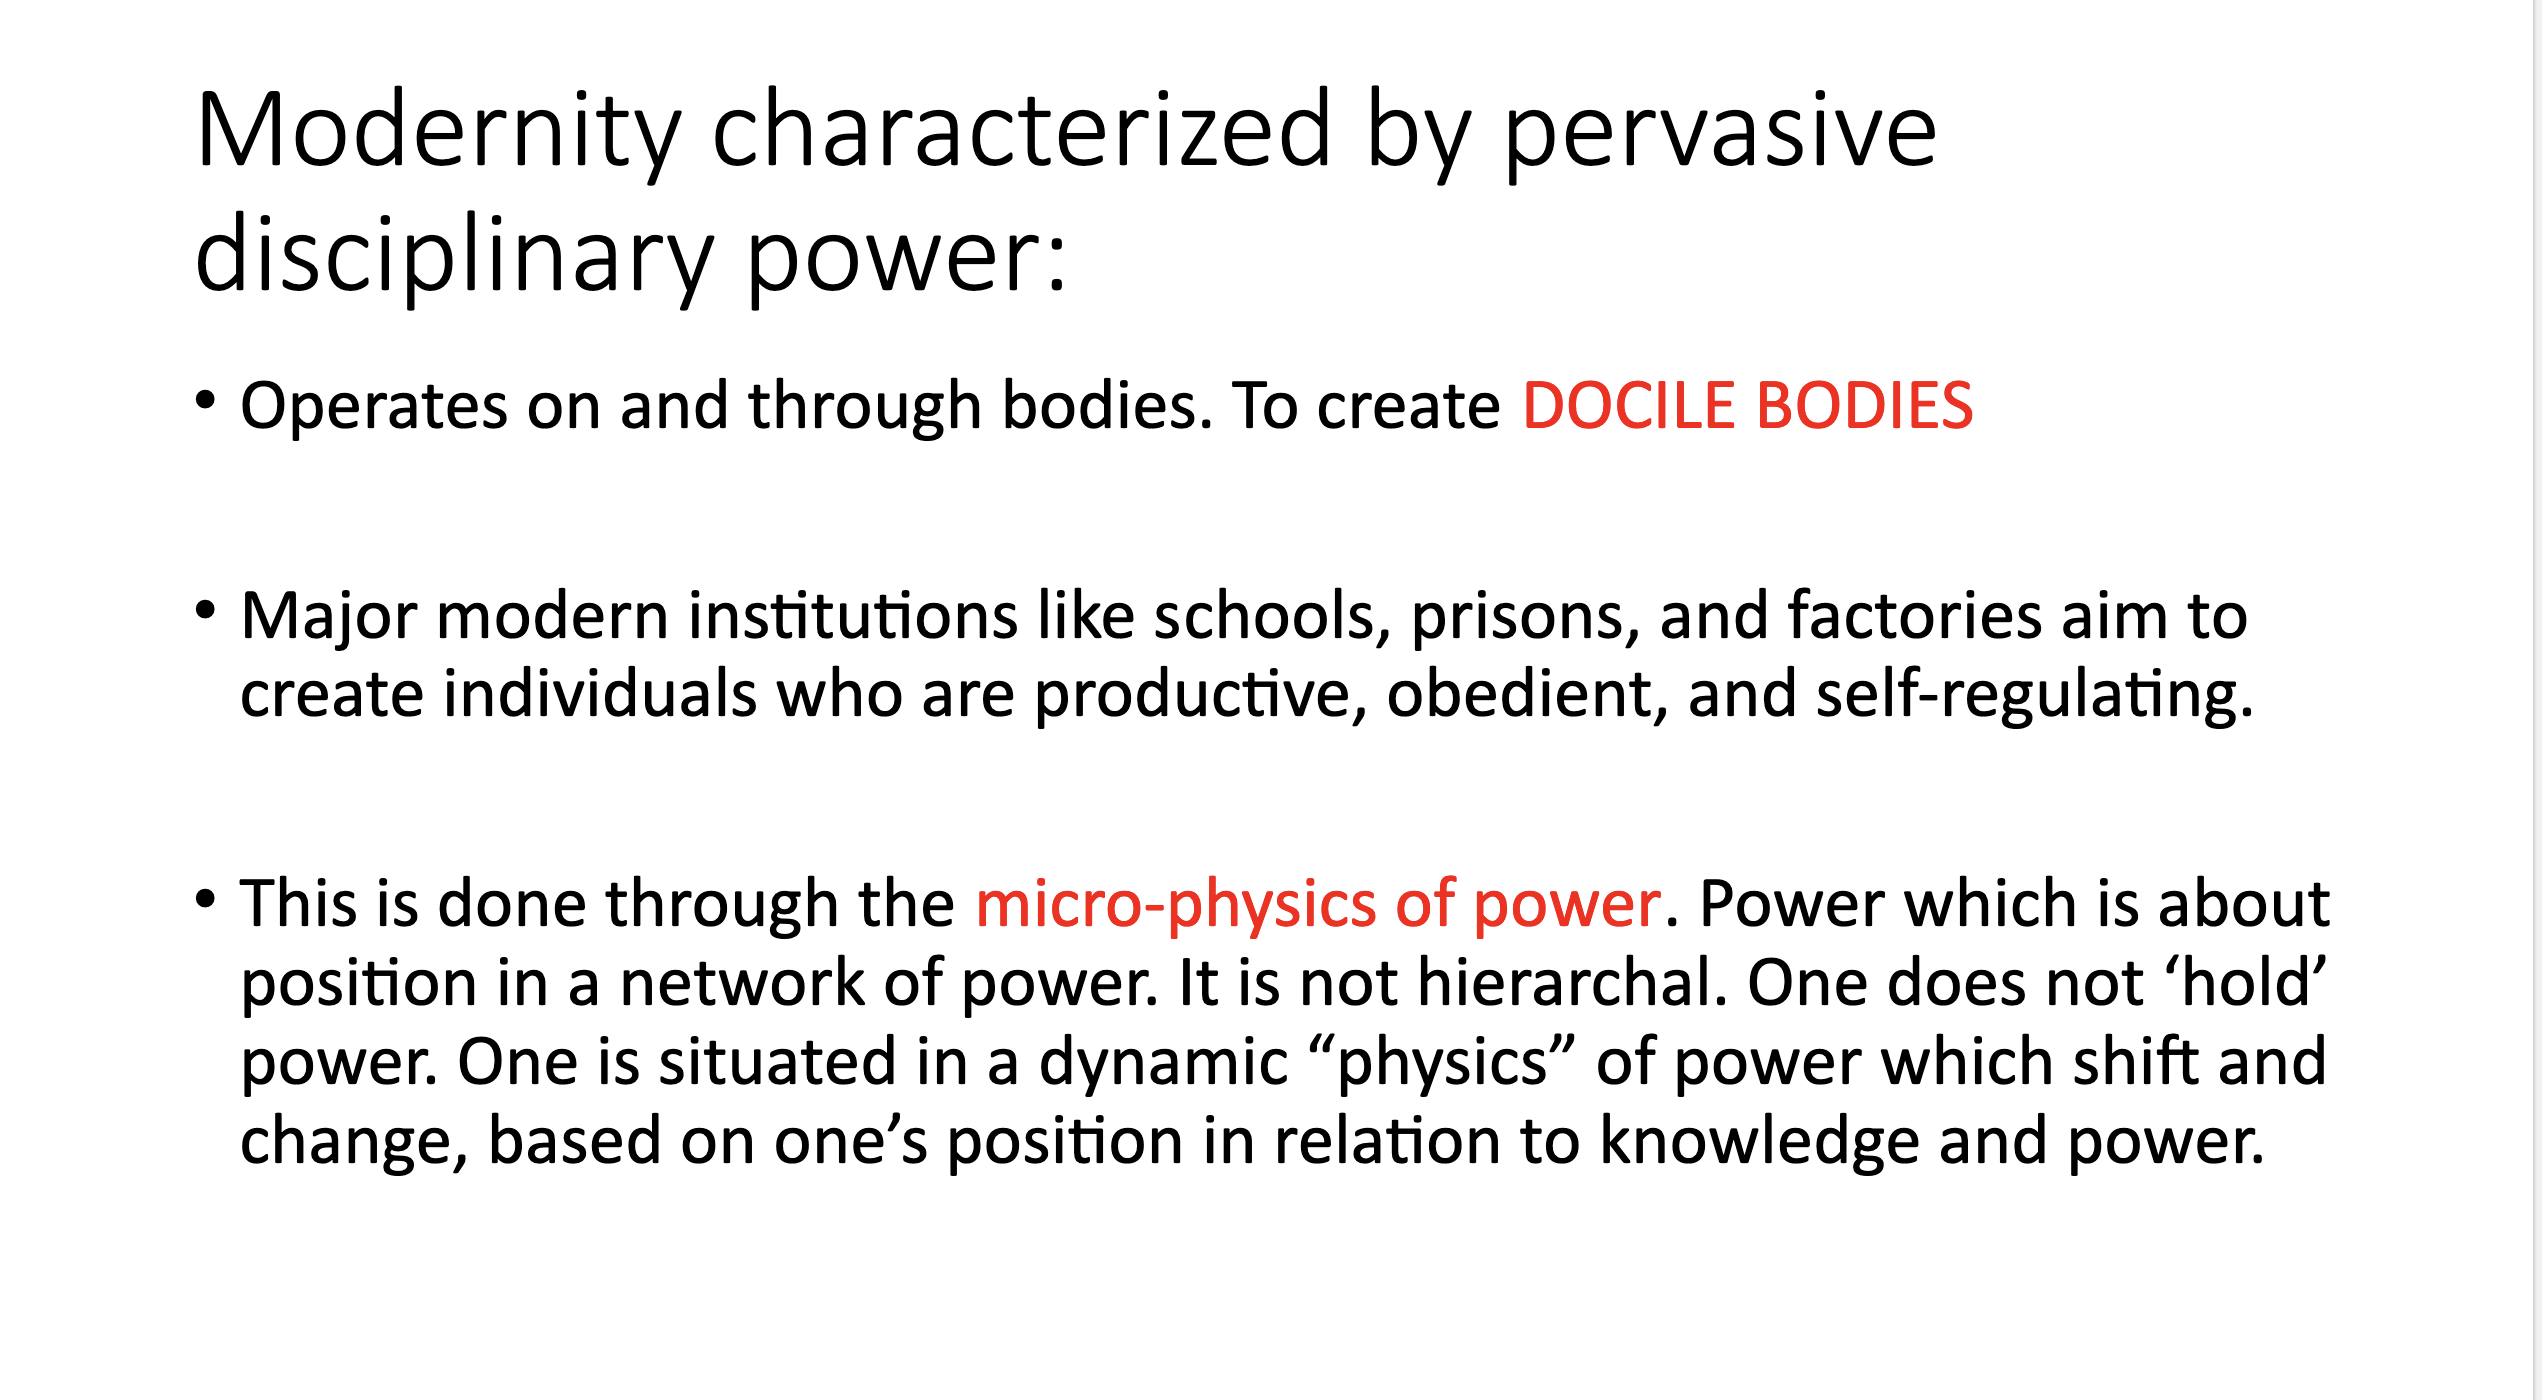 Modernity characterized by pervasive
disciplinary power:
• Operates on and through bodies. To create DOCILE BODIES
• Major modern institutions like schools, prisons, and factories aim to
create individuals who are productive, obedient, and self-regulating.
• This is done through the micro-physics of power. Power which is about
position in a network of power. It is not hierarchal. One does not ‘hold’
power. One is situated in a dynamic “physics” of power which shift and
change, based on one’s position in relation to knowledge and power.